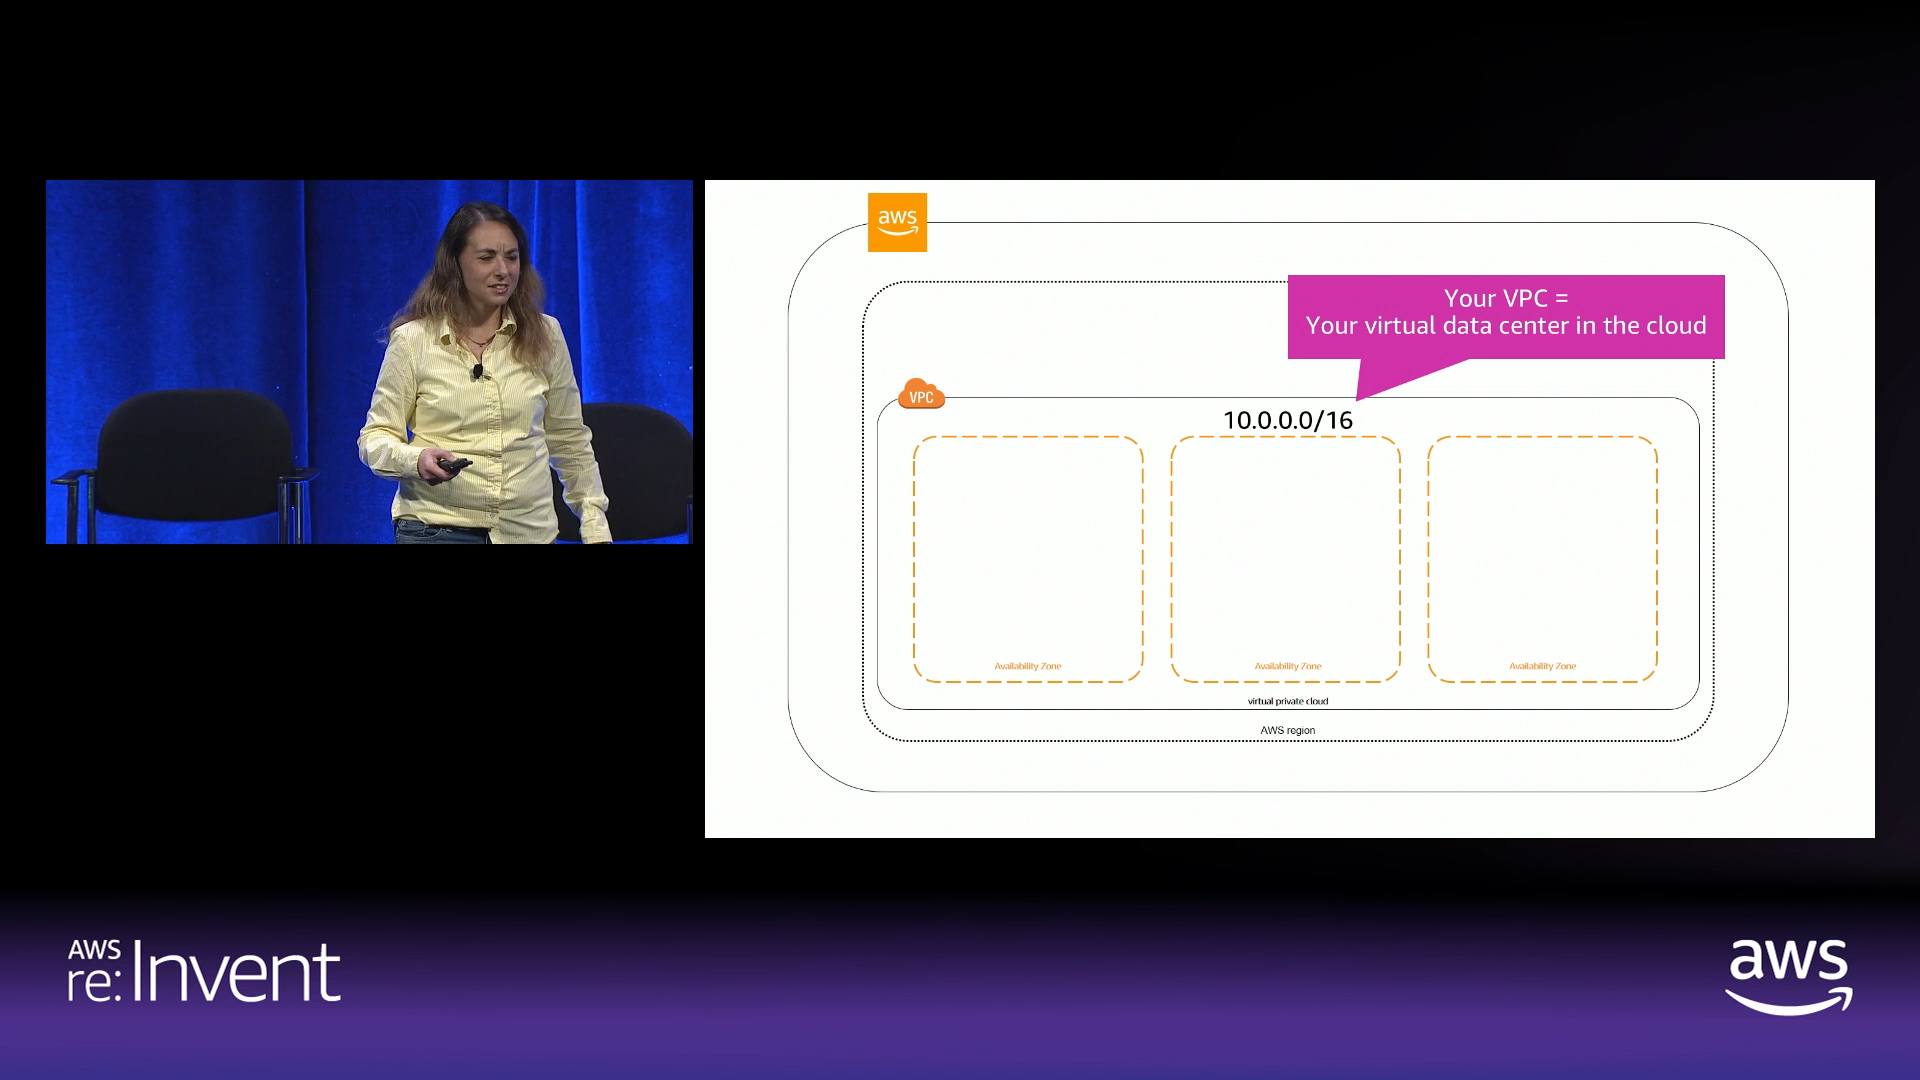 aws
Your VPC =
Your virtual data center in the cloud
VPC
10.0.0.0/16
Availability Zone
Availability Zone
Availability Zone
virtual private cloud
AWS region
AWS
re:Invent
aws